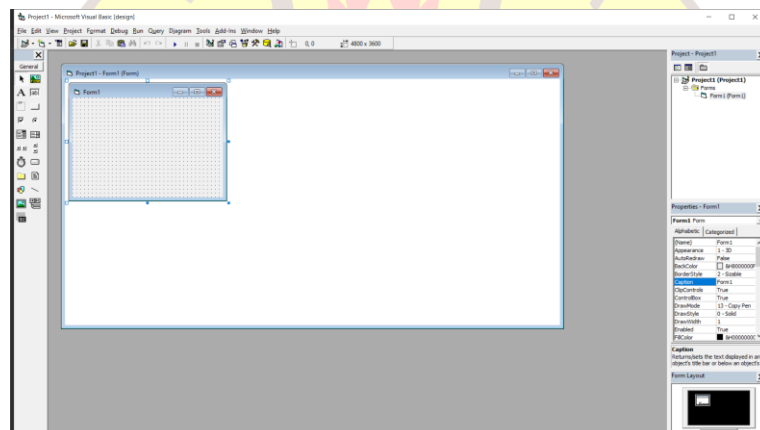 Project1 - Microsoft Visual Basic [design]
File Edit View Project Format Debug Run Query Diagram Tools Add-Ins Window Help
0, 0
4800 x 3600
General
Project1 - Form1 (Form)
Form1
Project - Project1
Project1 (Project1)
Forms
Form1 (Form1)
Properties - Form1
Form1 Form
Alphabetic Categorized
(Name) Form1
Appearance 1 - 3D
AutoRedraw False
BackColor &H8000000F
BorderStyle 2 - Sizable
Caption Form1
ClipControls True
ControlBox True
DrawMode 13 - Copy Pen
DrawStyle 0 - Solid
DrawWidth 1
Enabled True
FillColor &H0000000C
Caption
Returns/sets the text displayed in an
object's title bar or below an object's
Form Layout